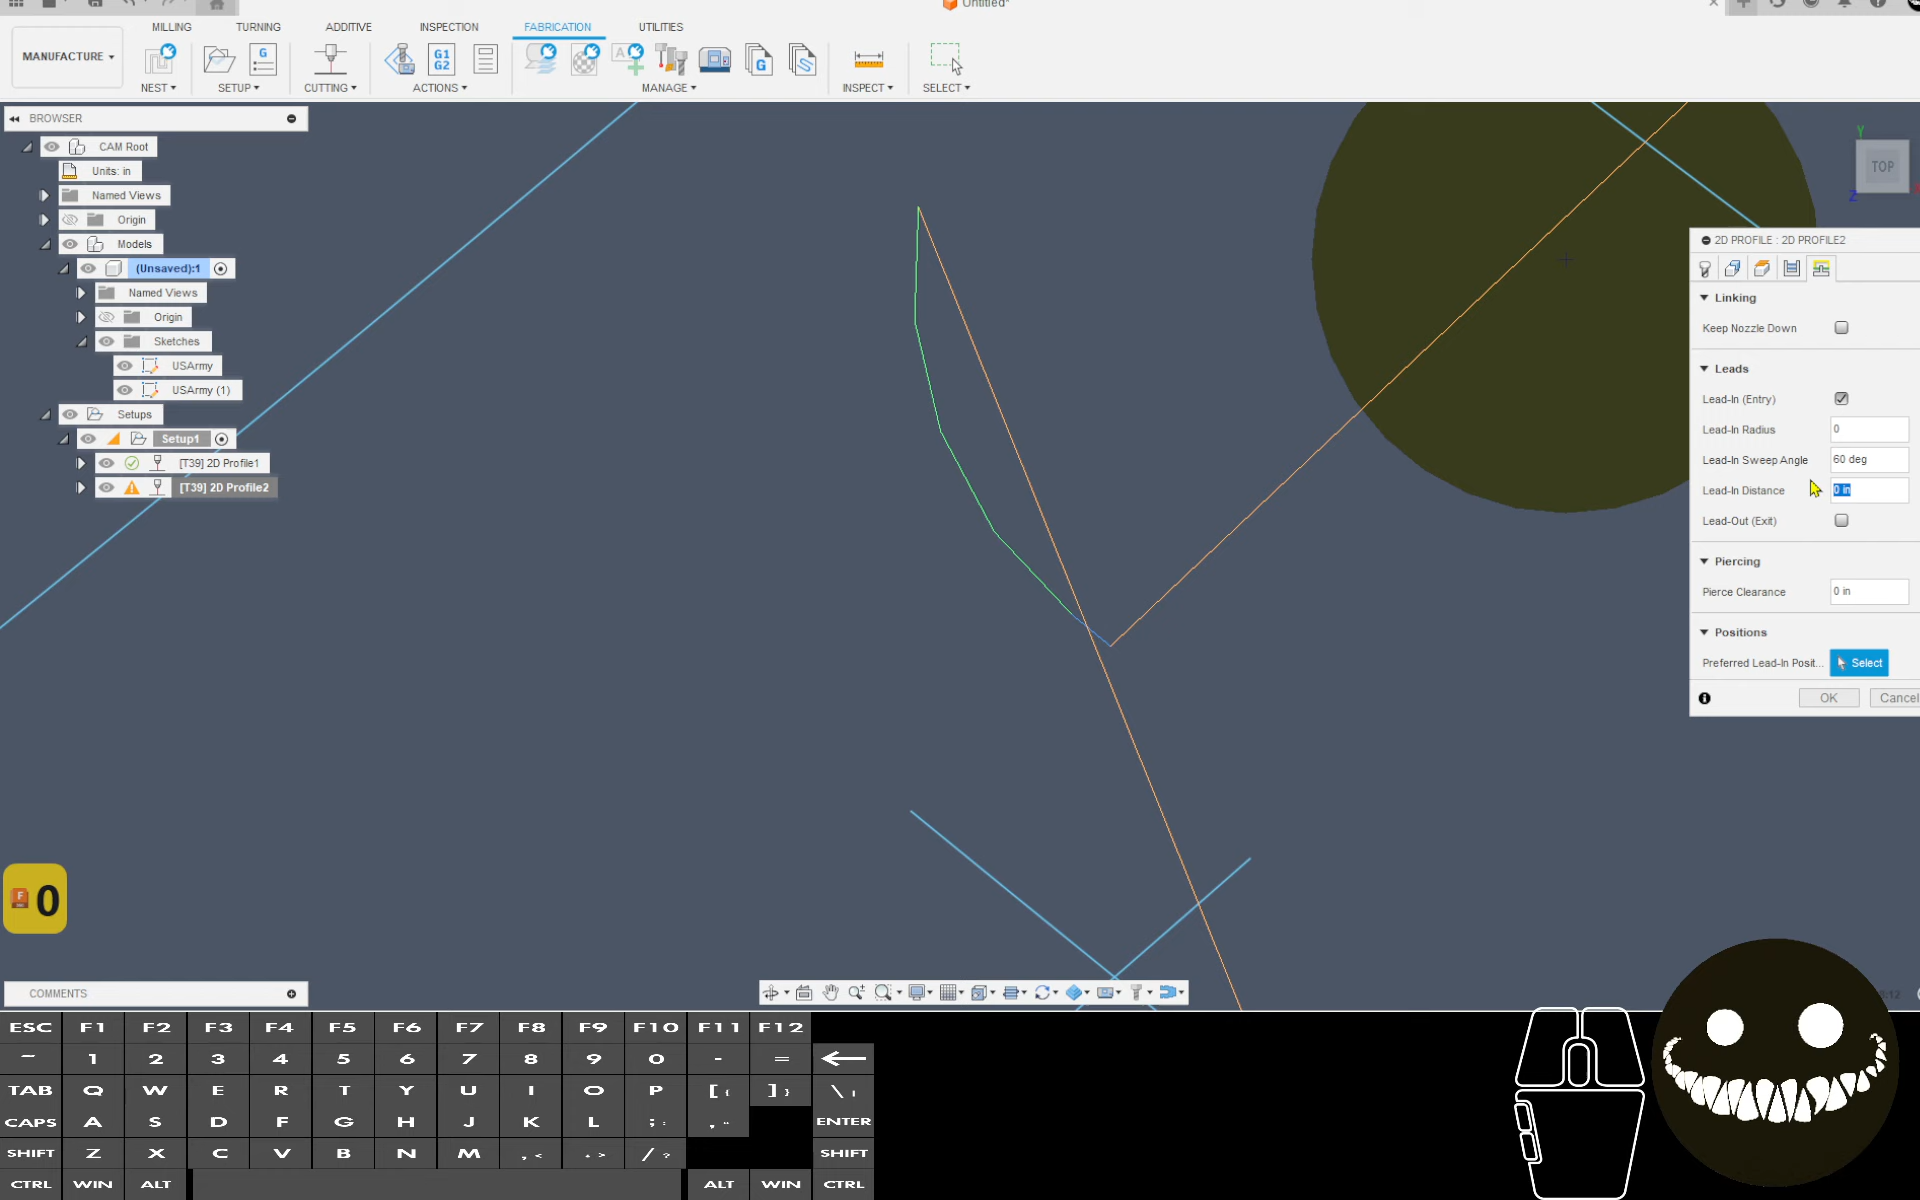 Untitled*
MILLING TURNING ADDITIVE INSPECTION FABRICATION UTILITIES
MANUFACTURE
G G1 G2 A G S
NEST SETUP CUTTING ACTIONS MANAGE INSPECT SELECT
BROWSER
CAM Root
Units: in
Named Views
Origin
Models
(Unsaved):1
Named Views
Origin
Sketches
USArmy
USArmy (1)
Setups
Setup1
[T39] 2D Profile1
[T39] 2D Profile2
Y
TOP
Z
2D PROFILE : 2D PROFILE2
Linking
Keep Nozzle Down
Leads
Lead-In (Entry)
Lead-In Radius 0
Lead-In Sweep Angle 60 deg
Lead-In Distance 0 in
Lead-Out (Exit)
Piercing
Pierce Clearance 0 in
Positions
Preferred Lead-In Posit... Select
OK Cancel
F 0
COMMENTS
ESC F1 F2 F3 F4 F5 F6 F7 F8 F9 F10 F11 F12
~ 1 2 3 4 5 6 7 8 9 0 - =
TAB Q W E R T Y U I O P [{ ]} \|
CAPS A S D F G H J K L ;: ," ENTER
SHIFT Z X C V B N M ,< .> /? SHIFT
CTRL WIN ALT ALT WIN CTRL